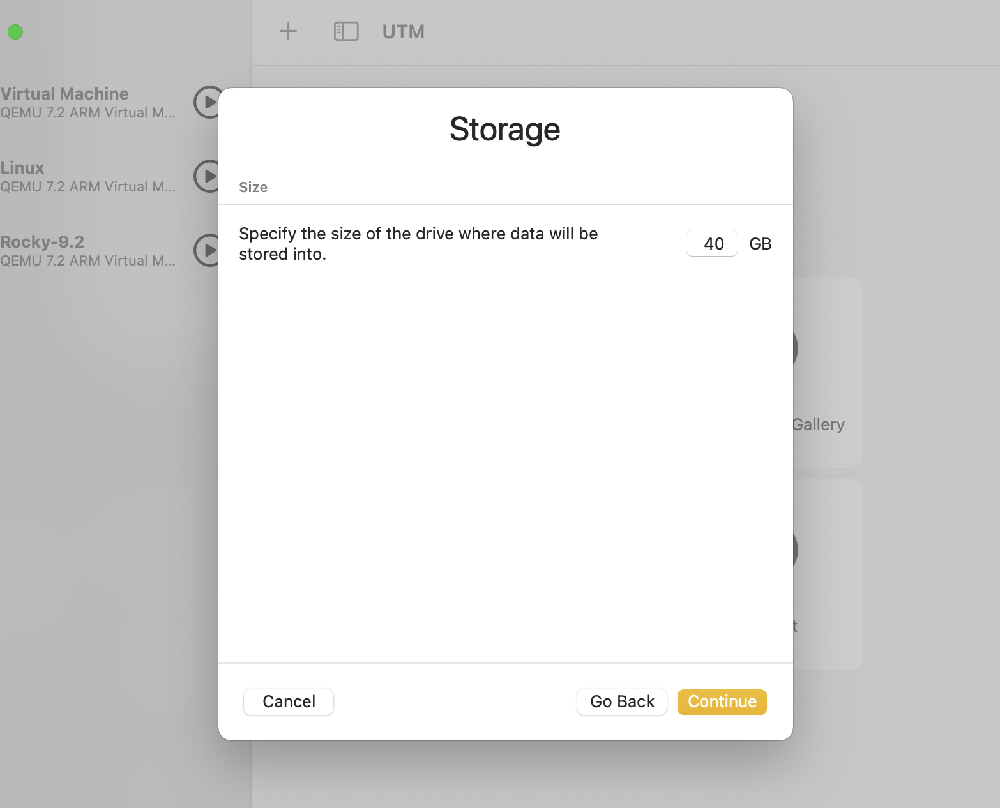 UTM
Virtual Machine
QEMU 7.2 ARM Virtual M...
Linux
QEMU 7.2 ARM Virtual M...
Rocky-9.2
QEMU 7.2 ARM Virtual M...
Storage
Size
Specify the size of the drive where data will be
stored into.
40 GB
Gallery
Cancel
Go Back
Continue